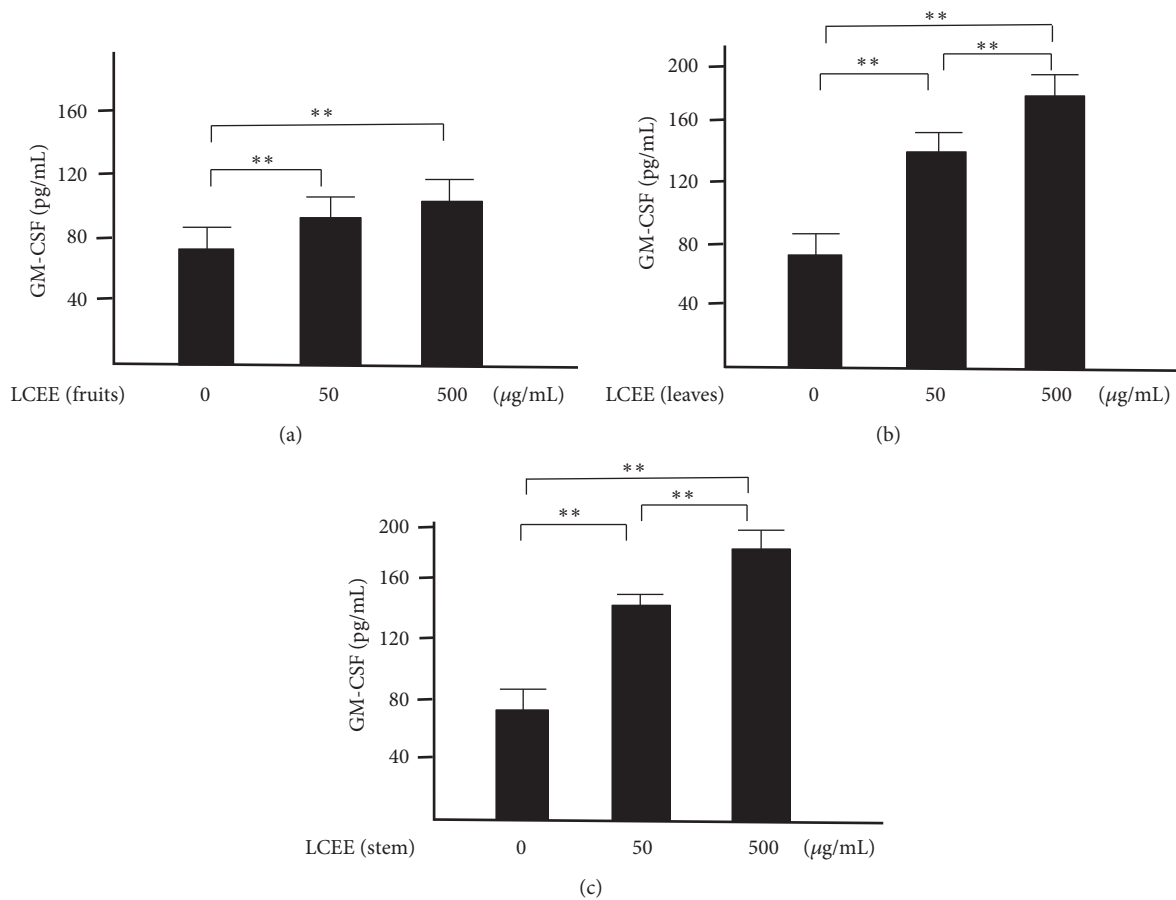 **
**
160
120
80
40
GM-CSF (pg/mL)
LCEE (fruits) 0 50 500 (μg/mL)
(a)
**
**
**
200
160
120
80
40
GM-CSF (pg/mL)
LCEE (leaves) 0 50 500 (μg/mL)
(b)
**
**
**
200
160
120
80
40
GM-CSF (pg/mL)
LCEE (stem) 0 50 500 (μg/mL)
(c)